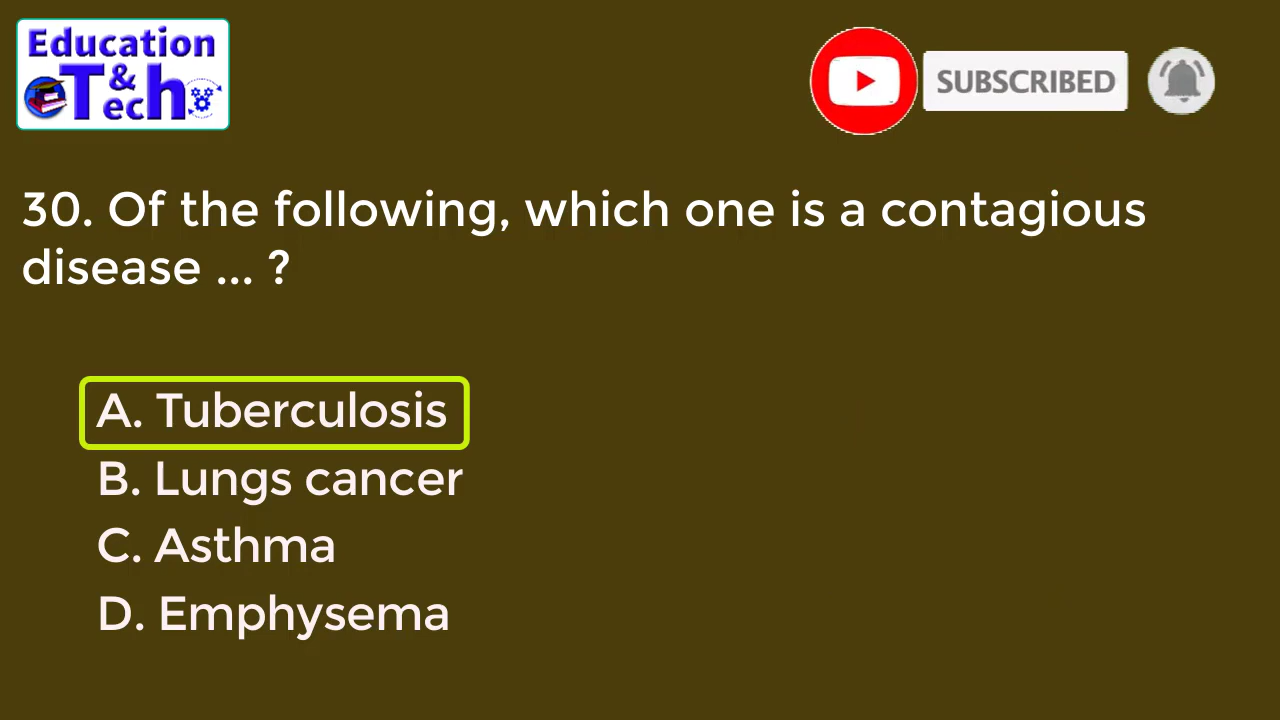 Education
&
Tech
SUBSCRIBED
30. Of the following, which one is a contagious
disease ... ?
A. Tuberculosis
B. Lungs cancer
C. Asthma
D. Emphysema